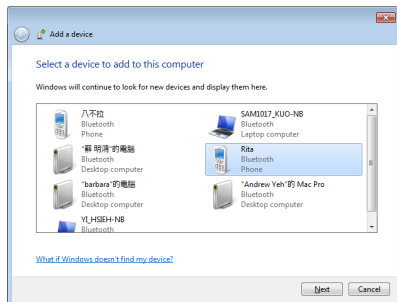 Add a device
Select a device to add to this computer
Windows will continue to look for new devices and display them here.
八不拉
Bluetooth
Phone
SAM1017_KUO-NB
Bluetooth
Laptop computer
"蘇 明鴻"的電腦
Bluetooth
Desktop computer
Rita
Bluetooth
Phone
"barbara"的電腦
Bluetooth
Desktop computer
"Andrew Yeh"的 Mac Pro
Bluetooth
Desktop computer
YI_HSIEH-NB
Bluetooth
What if Windows doesn't find my device?
Next
Cancel